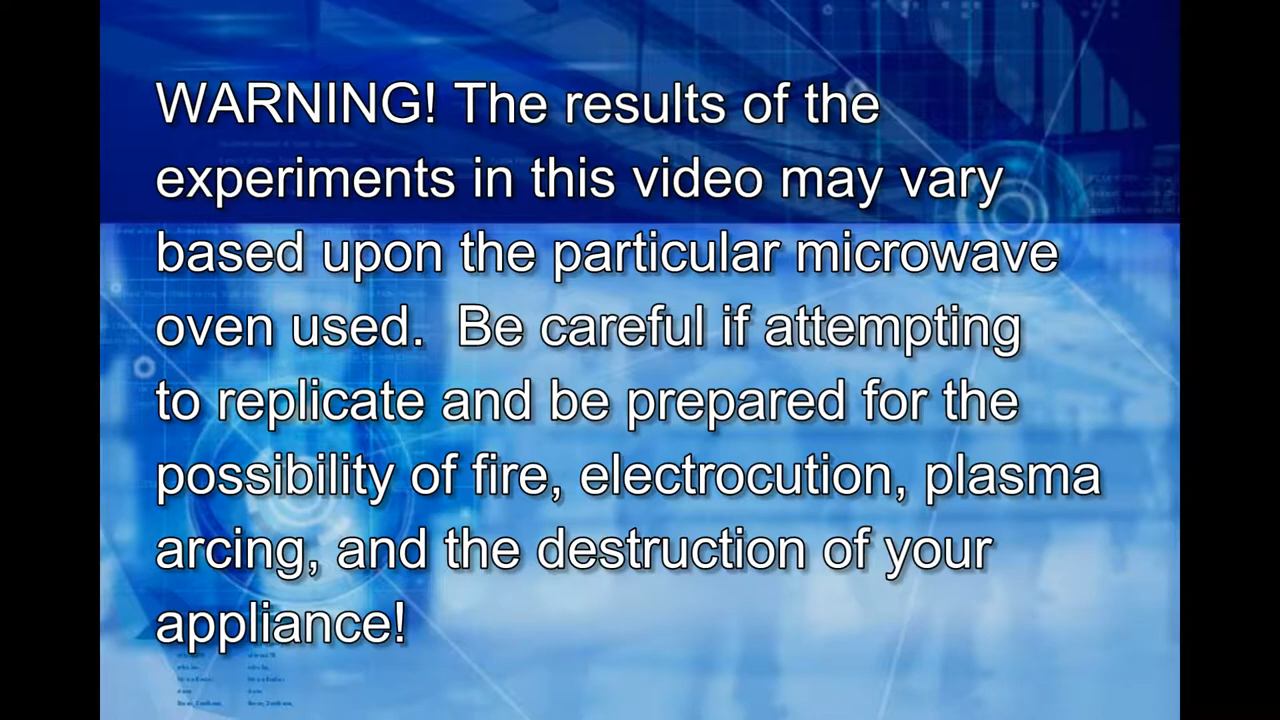 WARNING! The results of the
experiments in this video may vary
based upon the particular microwave
oven used.  Be careful if attempting
to replicate and be prepared for the
possibility of fire, electrocution, plasma
arcing, and the destruction of your
appliance!